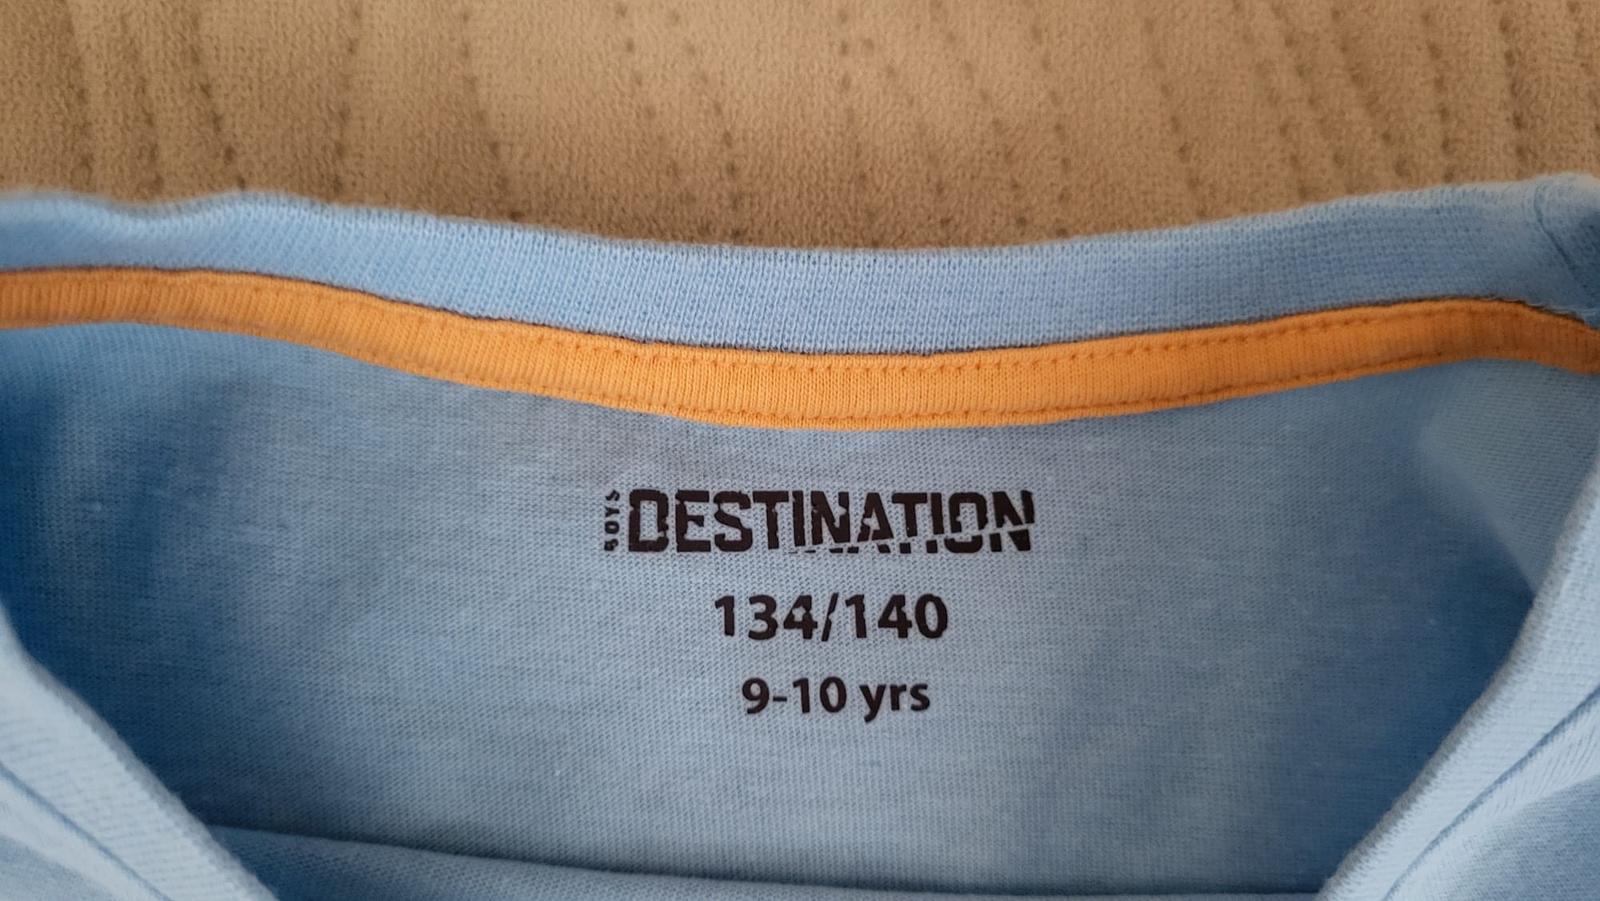 BOYS DESTINATION
134/140
9-10 yrs